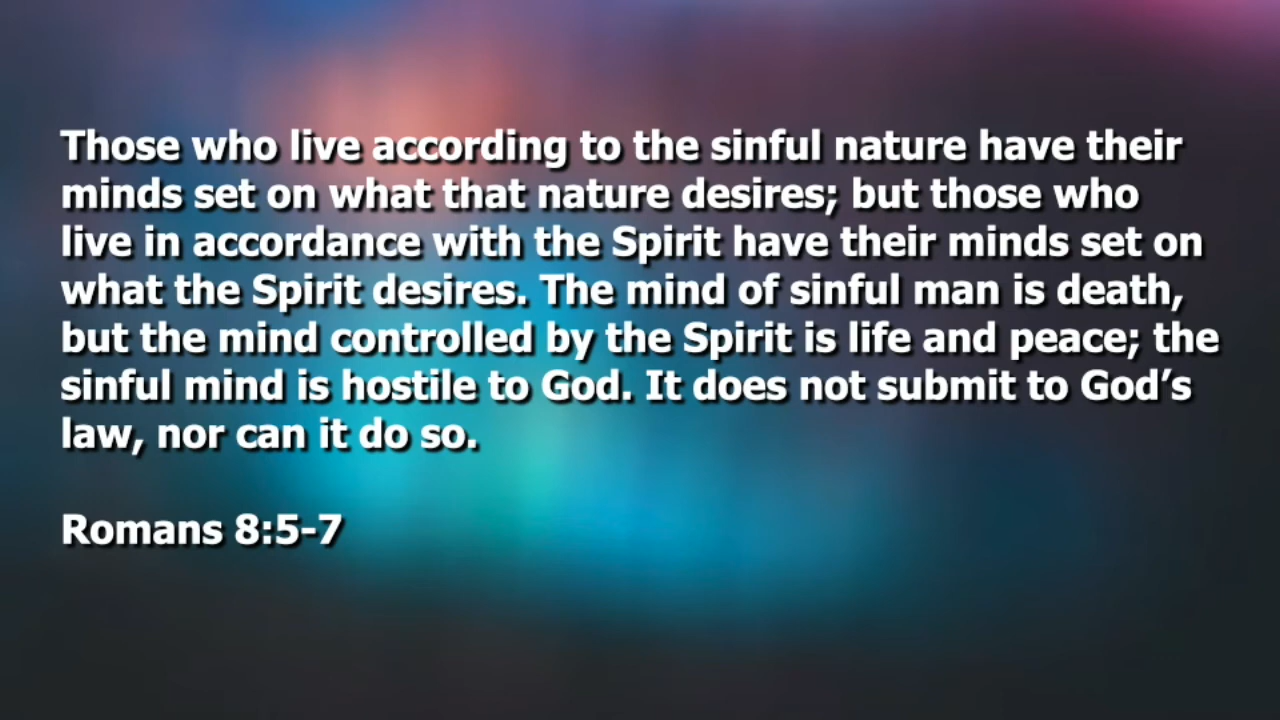 Those who live according to the sinful nature have their
minds set on what that nature desires; but those who
live in accordance with the Spirit have their minds set on
what the Spirit desires. The mind of sinful man is death,
but the mind controlled by the Spirit is life and peace; the
sinful mind is hostile to God. It does not submit to God’s
law, nor can it do so.
Romans 8:5-7